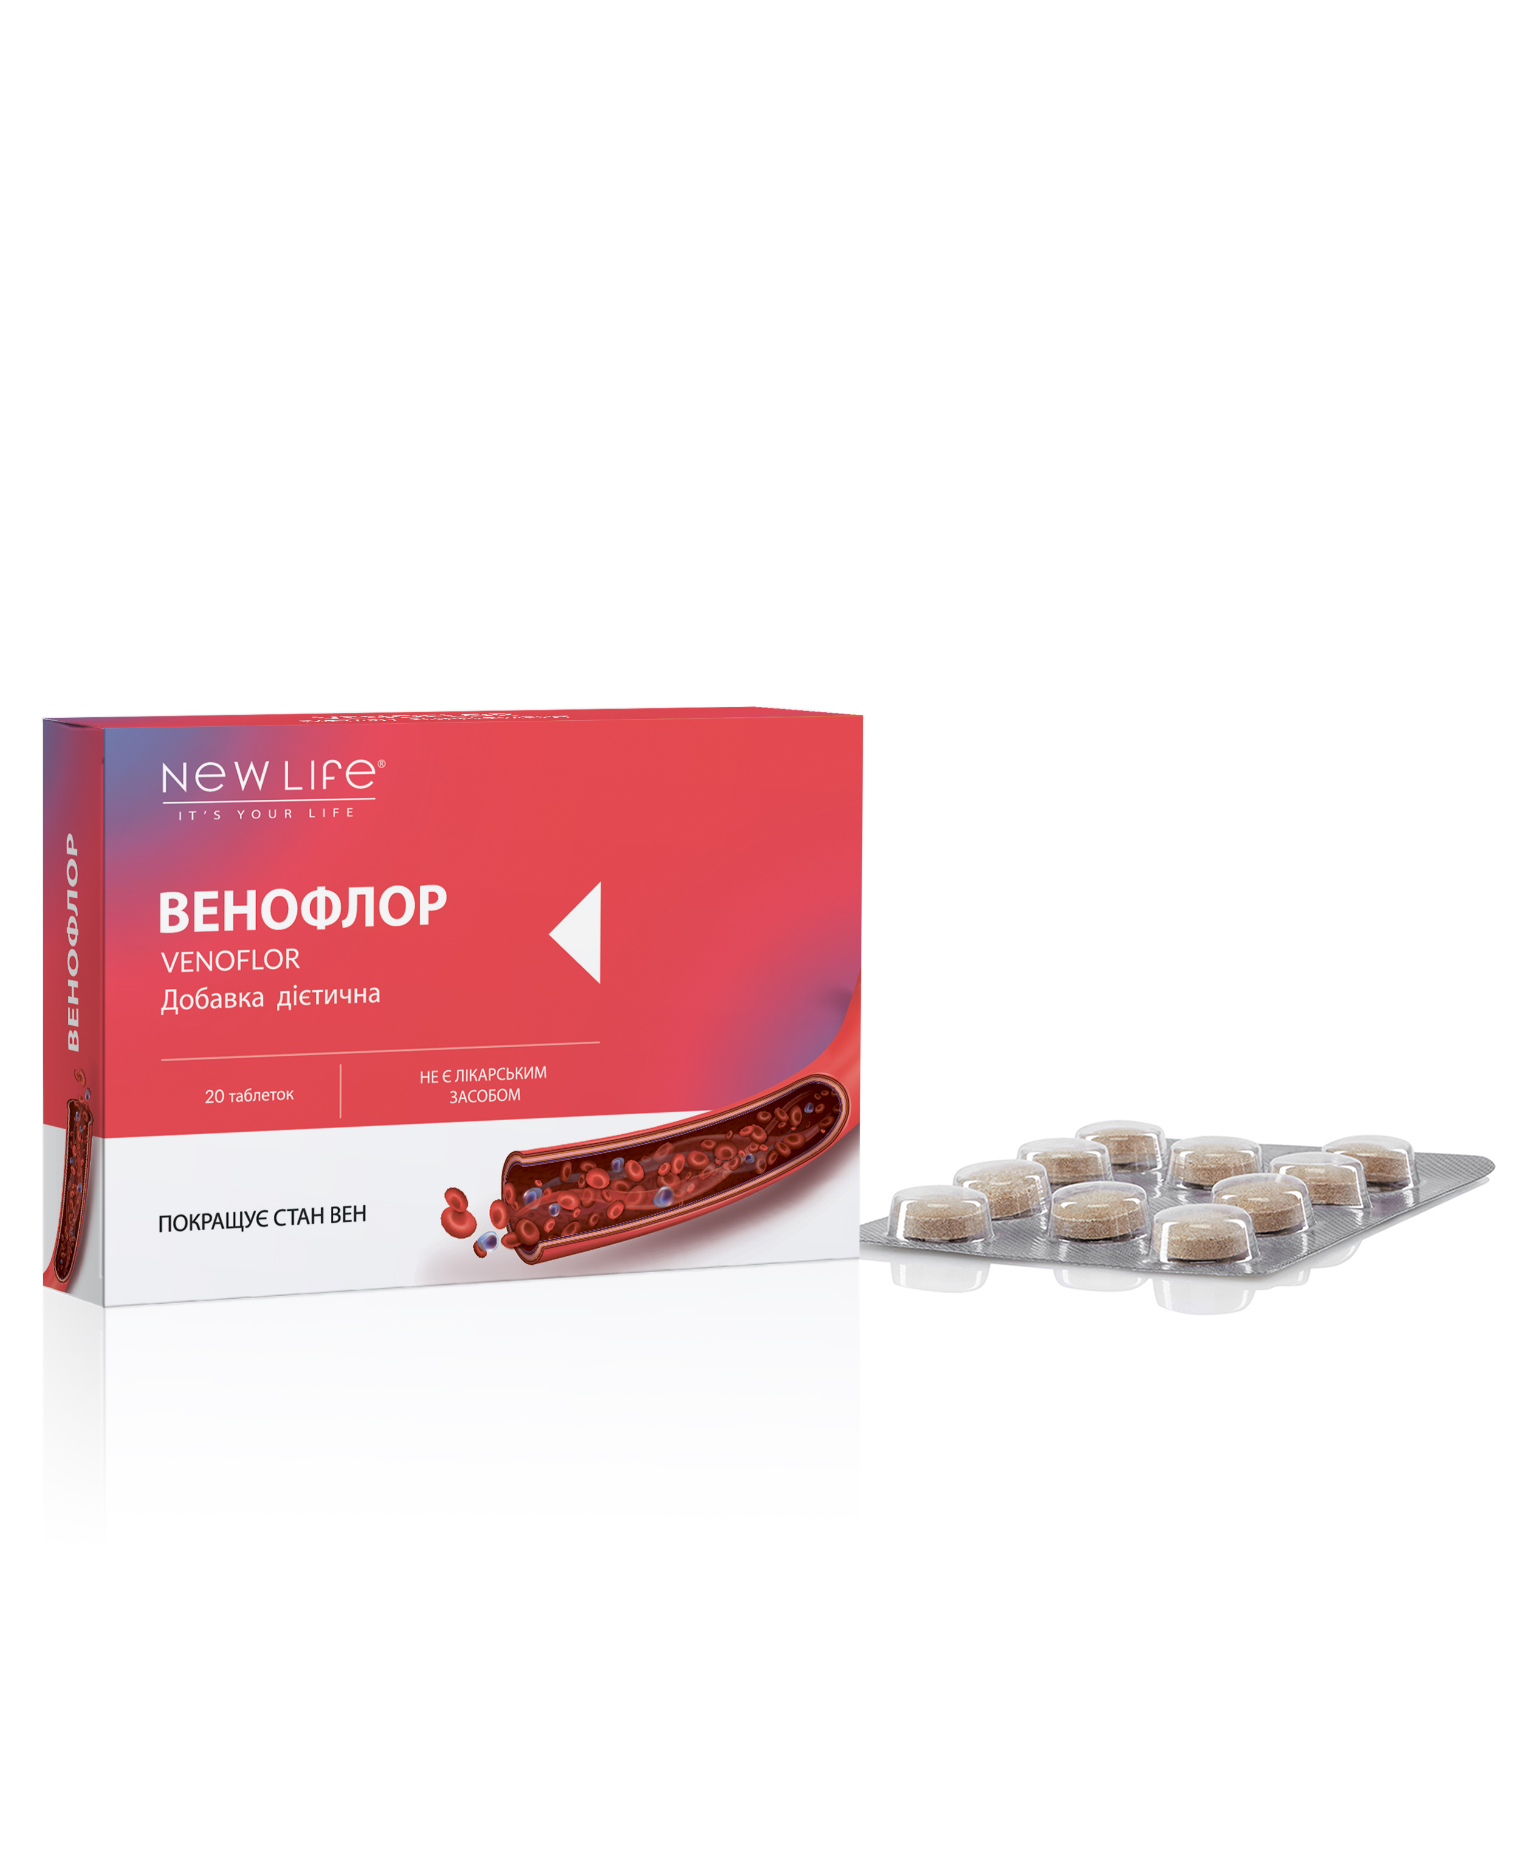 NEW LIFE®
IT'S YOUR LIFE
ВЕНОФЛОР
VENOFLOR
Добавка дієтична
20 таблеток
НЕ Є ЛІКАРСЬКИМ
ЗАСОБОМ
ПОКРАЩУЄ СТАН ВЕН
ВЕНОФЛОР